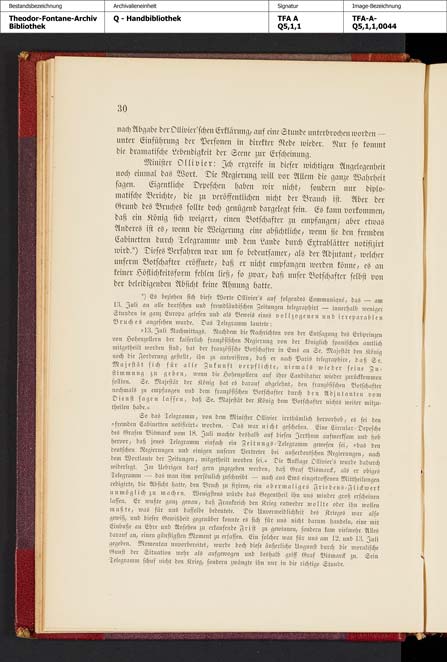 Bestandsbezeichnung
Archivalieneinheit
Signatur
Image-Bezeichnung
Theodor-Fontane-Archiv
Bibliothek
Q - Handbibliothek
TFA A
Q5,1,1
TFA-A-
Q5,1,1,0044
30
nach Abgabe der Ollivier'schen Erklärung, auf eine Stunde unterbrochen worden —
unter Einführung der Personen in direkter Rede wieder. Nur so kommt
die dramatische Lebendigkeit der Scene zur Erscheinung.
Minister Ollivier: Ich ergreife in dieser wichtigen Angelegenheit
noch einmal das Wort. Die Regierung will vor Allem die ganze Wahrheit
sagen. Eigentliche Depeschen haben wir nicht, sondern nur diplo-
matische Berichte, die zu veröffentlichen nicht der Brauch ist. Aber der
Grund des Bruches sollte doch genügend dargelegt sein. Es kann vorkommen,
daß ein König sich weigert, einen Botschafter zu empfangen; aber etwas
Anderes ist es, wenn die Weigerung eine absichtliche, wenn sie den fremden
Cabinetten durch Telegramme und dem Lande durch Extrablätter notifizirt
wird.*) Dieses Verfahren war um so bedeutsamer, als der Adjutant, welcher
unserm Botschafter eröffnete, daß er nicht empfangen werden könne, es an
keiner Höflichkeitsform fehlen ließ, so zwar, daß unser Botschafter selbst von
der beleidigenden Absicht keine Ahnung hatte.
*) Es beziehen sich diese Worte Olivier's auf folgendes Communiqué, das — am
13. Juli an alle deutschen und fremdländischen Zeitungen telegraphirt — innerhalb weniger
Stunden in ganz Europa gelesen und als Beweis eines vollzogenen und irreparablen
Bruches angesehen wurde. Das Telegramm lautete:
»13. Juli Nachmittags. Nachdem die Nachrichten von der Entsagung des Erbprinzen
von Hohenzollern der kaiserlich französischen Regierung von der königlich spanischen amtlich
mitgetheilt worden sind, hat der französische Botschafter in Ems an Se. Majestät den König
noch die Forderung gestellt, ihn zu autorisiren, daß er nach Paris telegraphire, daß Se.
Majestät sich für alle Zukunft verpflichte, niemals wieder seine Zu-
stimmung zu geben, wenn die Hohenzollern auf ihre Candidatur wieder zurückkommen
sollten. Se. Majestät der König hat es darauf abgelehnt, den französischen Botschafter
nochmals zu empfangen und dem französischen Botschafter durch den Adjutanten vom
Dienst sagen lassen, daß Se. Majestät der König dem Botschafter nichts weiter mitzu-
theilen habe.«
So das Telegramm, von dem Minister Ollivier irrthümlich hervorhob, es sei den
»fremden Cabinetten notifizirt« worden. Das war nicht geschehen. Eine Circular-Depesche
des Grafen Bismarck vom 18. Juli machte deshalb auf diesen Irrthum aufmerksam und hob
hervor, daß jenes Telegramm einfach ein Zeitungs-Telegramm gewesen sei, »das den
deutschen Regierungen und einigen unserer Vertreter bei außerdeutschen Regierungen, nach
dem Wortlaute der Zeitungen, mitgetheilt worden sei.« Die Auslage Ollivier's wurde dadurch
widerlegt. Im Uebrigen darf gern zugegeben werden, daß Graf Bismarck, als er obiges
Telegramm — das man ihm persönlich zuschreibt — nach aus Ems eingetroffenen Mittheilungen
redigirte, die Absicht hatte, den Bruch zu fixiren, ein abermaliges Friedens-Flickwerk
unmöglich zu machen. Wenigstens würde das Gegentheil ihn uns minder groß erscheinen
lassen. Er wußte ganz genau, daß Frankreich den Krieg entweder wollte oder ihn wollen
mußte, was für uns dasselbe bedeutete. Die Unvermeidlichkeit des Krieges war also
gewiß, und dieser Gewißheit gegenüber konnte es sich für uns nicht darum handeln, eine mit
Einbuße an Ehre und Ansehen zu erkaufende Frist zu gewinnen, sondern kam vielmehr Alles
darauf an, einen günstigsten Moment zu erfassen. Ein solcher war für uns am 12. und 13. Juli
gegeben. Momentan unvorbereitet, wurde doch diese äußerliche Ungunst durch die moralische
Gunst der Situation mehr als aufgewogen und deshalb griff Graf Bismarck zu. Sein
Telegramm schuf nicht den Krieg, sondern zwängte ihn nur in die richtige Stunde.